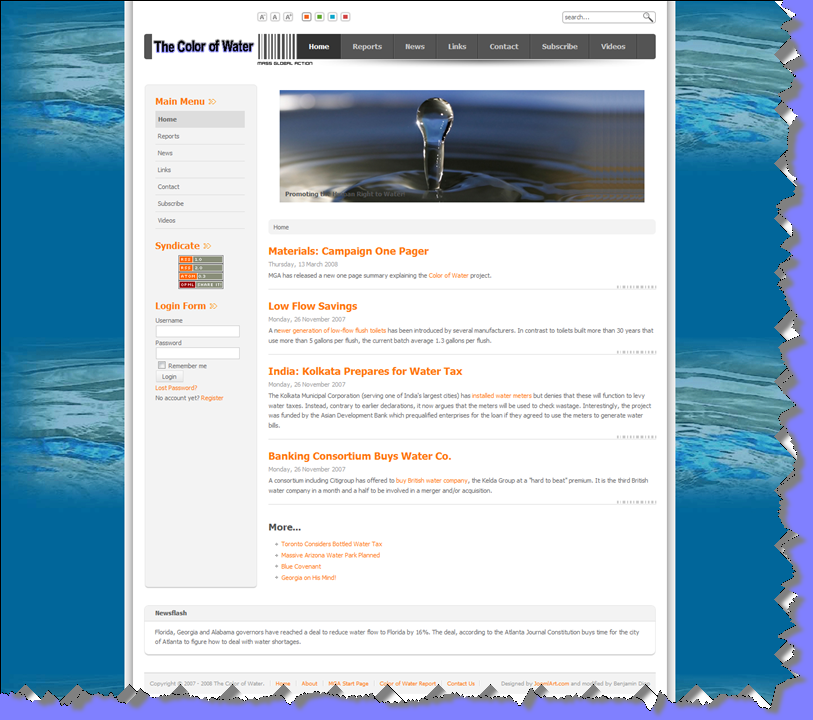 A A A
search...
The Color of Water
MASS GLOBAL ACTION
Home Reports News Links Contact Subscribe Videos
Main Menu
Home
Reports
News
Links
Contact
Subscribe
Videos
Syndicate
RSS 1.0
RSS 2.0
ATOM 0.3
OPML SHARE IT!
Login Form
Username
Password
Remember me
Login
Lost Password?
No account yet? Register
Promoting the Human Right to Water
Home
Materials: Campaign One Pager
Thursday, 13 March 2008
MGA has released a new one page summary explaining the Color of Water project.
Low Flow Savings
Monday, 26 November 2007
A newer generation of low-flow flush toilets has been introduced by several manufacturers. In contrast to toilets built more than 30 years that
use more than 5 gallons per flush, the current batch average 1.3 gallons per flush.
India: Kolkata Prepares for Water Tax
Monday, 26 November 2007
The Kolkata Municipal Corporation (serving one of India's largest cities) has installed water meters but denies that these will function to levy
water taxes. Instead, contrary to earlier declarations, it now argues that the meters will be used to check wastage. Interestingly, the project
was funded by the Asian Development Bank which prequalified enterprises for the loan if they agreed to use the meters to generate water
bills.
Banking Consortium Buys Water Co.
Monday, 26 November 2007
A consortium including Citigroup has offered to buy British water company, the Kelda Group at a "hard to beat" premium. It is the third British
water company in a month and a half to be involved in a merger and/or acquisition.
More...
Toronto Considers Bottled Water Tax
Massive Arizona Water Park Planned
Blue Covenant
Georgia on His Mind!
Newsflash
Florida, Georgia and Alabama governors have reached a deal to reduce water flow to Florida by 16%. The deal, according to the Atlanta Journal Constitution buys time for the city
of Atlanta to figure how to deal with water shortages.
Copyright © 2007 - 2008 The Color of Water. Home About MGA Start Page Color of Water Report Contact Us Designed by JoomlArt.com and modified by Benjamin